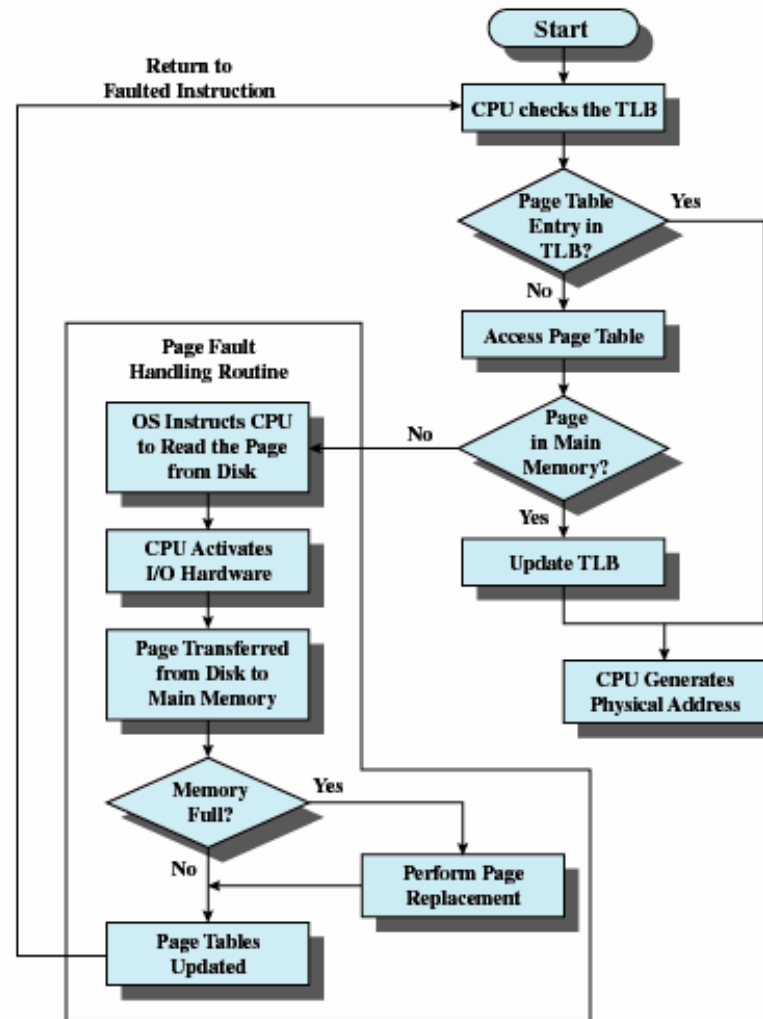 Start
Return to
Faulted Instruction
CPU checks the TLB
Page Table
Entry in
TLB?
Yes
No
Access Page Table
Page Fault
Handling Routine
OS Instructs CPU
to Read the Page
from Disk
No
Page
in Main
Memory?
Yes
CPU Activates
I/O Hardware
Update TLB
Page Transferred
from Disk to
Main Memory
CPU Generates
Physical Address
Memory
Full?
Yes
No
Perform Page
Replacement
Page Tables
Updated